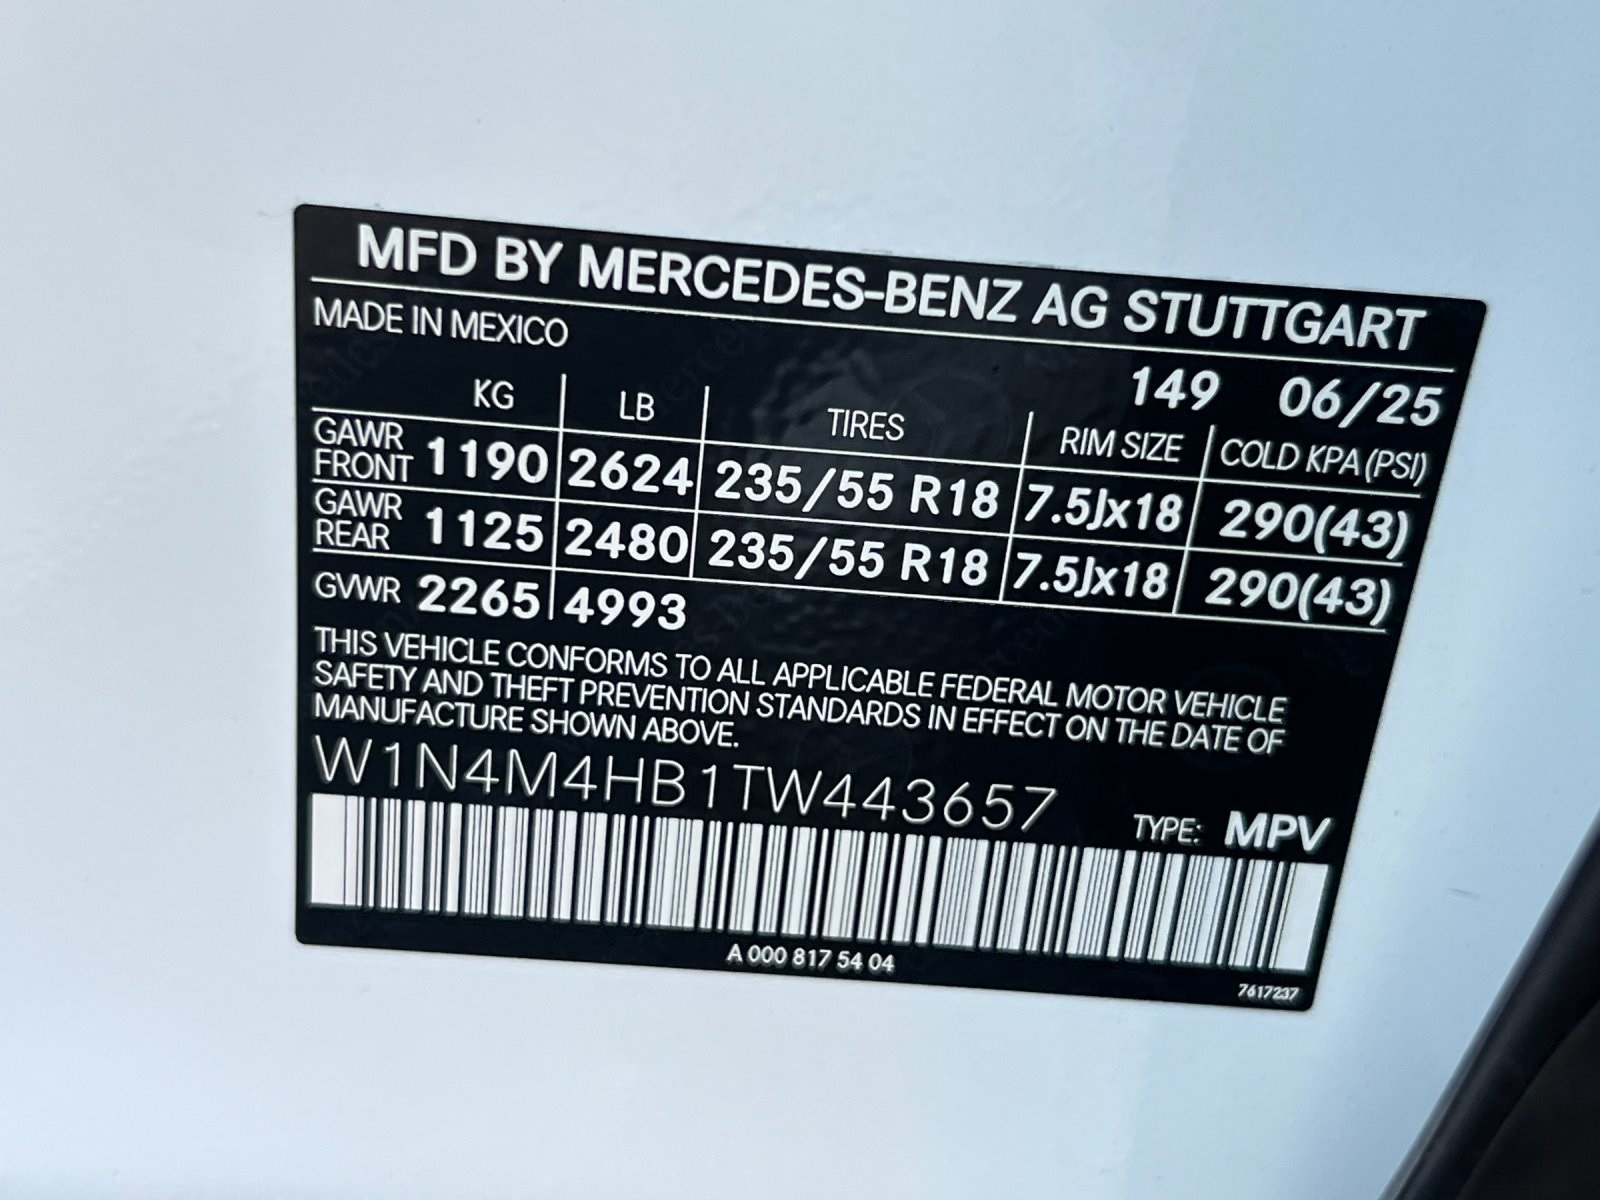 MFD BY MERCEDES-BENZ AG STUTTGART
MADE IN MEXICO
149 06/25
KG LB TIRES RIM SIZE COLD KPA (PSI)
GAWR FRONT 1190 2624 235/55 R18 7.5Jx18 290(43)
GAWR REAR 1125 2480 235/55 R18 7.5Jx18 290(43)
GVWR 2265 4993
THIS VEHICLE CONFORMS TO ALL APPLICABLE FEDERAL MOTOR VEHICLE
SAFETY AND THEFT PREVENTION STANDARDS IN EFFECT ON THE DATE OF
MANUFACTURE SHOWN ABOVE.
W1N4M4HB1TW443657
TYPE: MPV
A 000 817 54 04
7617237